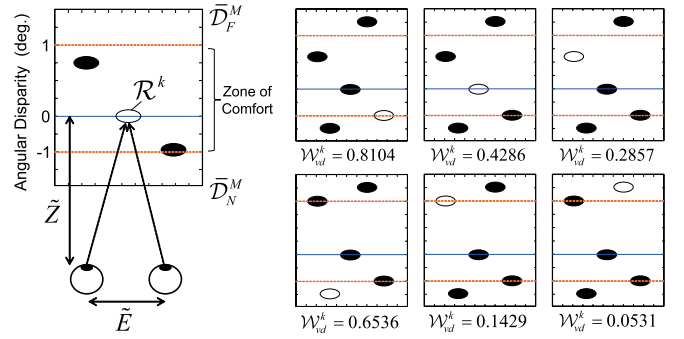 Angular Disparity (deg.)
1
0
-1
D̄_F^M
R^k
Zone of
Comfort
D̄_N^M
Z̃
Ẽ
W_vd^k = 0.8104
W_vd^k = 0.4286
W_vd^k = 0.2857
W_vd^k = 0.6536
W_vd^k = 0.1429
W_vd^k = 0.0531